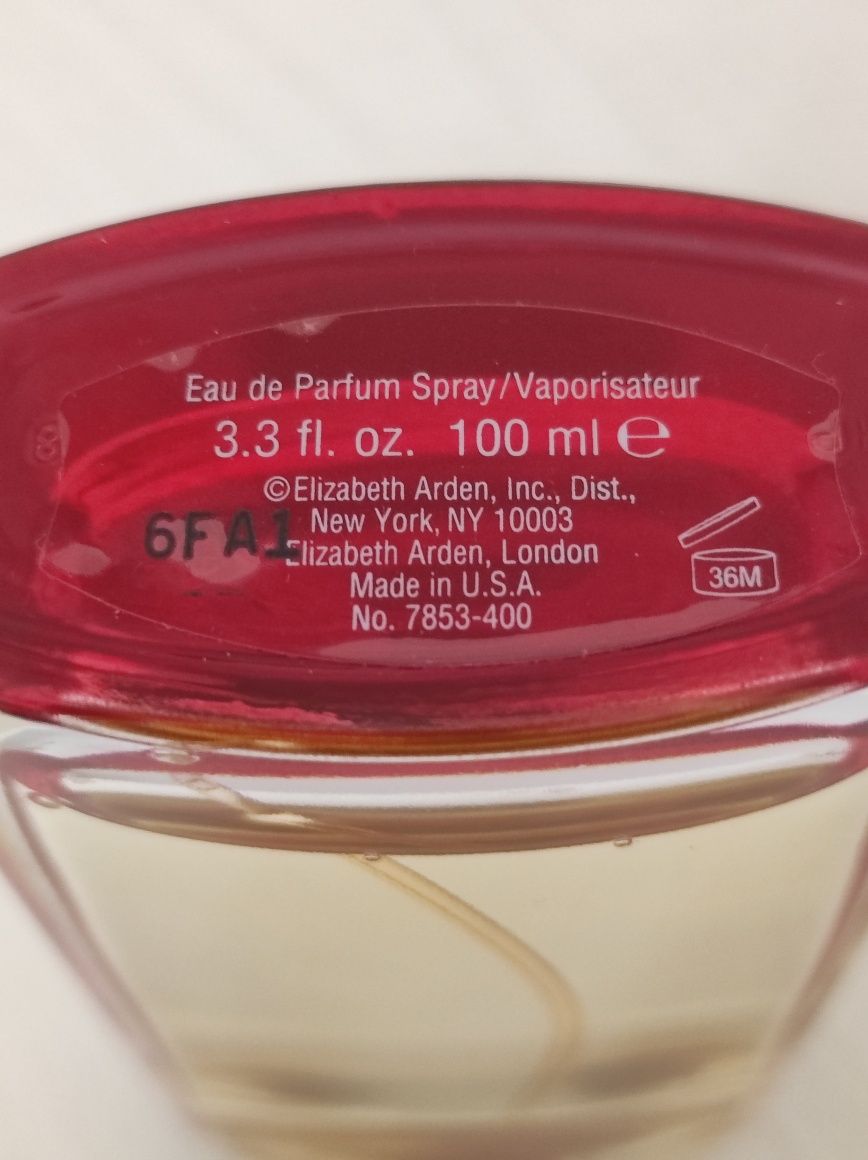 Eau de Parfum Spray/Vaporisateur
3.3 fl. oz. 100 ml ℮
©Elizabeth Arden, Inc., Dist.,
New York, NY 10003
6FA1
Elizabeth Arden, London
Made in U.S.A.
No. 7853-400
36M